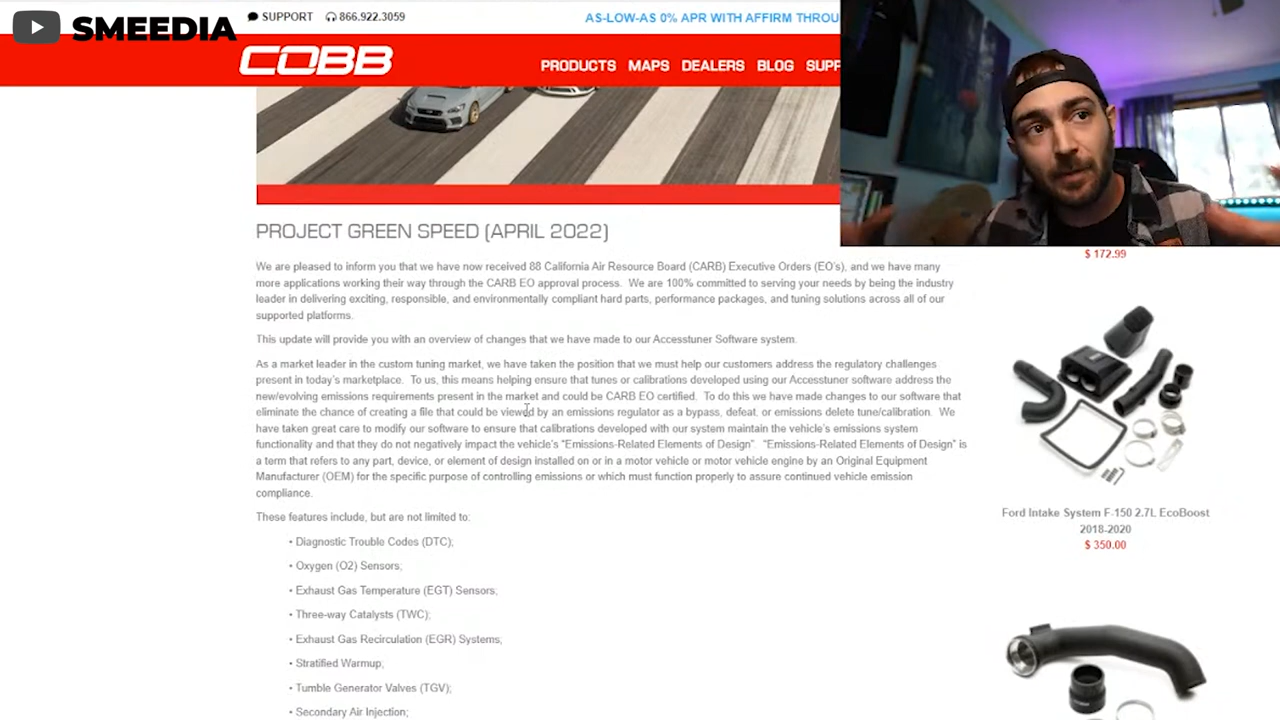 SMEEDIA
SUPPORT 866.922.3059
AS-LOW-AS 0% APR WITH AFFIRM THROU
COBB
PRODUCTS MAPS DEALERS BLOG SUPP
PROJECT GREEN SPEED (APRIL 2022)
We are pleased to inform you that we have now received 88 California Air Resource Board (CARB) Executive Orders (EO's), and we have many
more applications working their way through the CARB EO approval process. We are 100% committed to serving your needs by being the industry
leader in delivering exciting, responsible, and environmentally compliant hard parts, performance packages, and tuning solutions across all of our
supported platforms.
This update will provide you with an overview of changes that we have made to our Accesstuner Software system.
As a market leader in the custom tuning market, we have taken the position that we must help our customers address the regulatory challenges
present in today's marketplace. To us, this means helping ensure that tunes or calibrations developed using our Accesstuner software address the
new/evolving emissions requirements present in the market and could be CARB EO certified. To do this we have made changes to our software that
eliminate the chance of creating a file that could be viewed by an emissions regulator as a bypass, defeat, or emissions delete tune/calibration. We
have taken great care to modify our software to ensure that calibrations developed with our system maintain the vehicle's emissions system
functionality and that they do not negatively impact the vehicle's "Emissions-Related Elements of Design". "Emissions-Related Elements of Design" is
a term that refers to any part, device, or element of design installed on or in a motor vehicle or motor vehicle engine by an Original Equipment
Manufacturer (OEM) for the specific purpose of controlling emissions or which must function properly to assure continued vehicle emission
compliance.
These features include, but are not limited to:
• Diagnostic Trouble Codes (DTC);
• Oxygen (O2) Sensors;
• Exhaust Gas Temperature (EGT) Sensors;
• Three-way Catalysts (TWC);
• Exhaust Gas Recirculation (EGR) Systems;
• Stratified Warmup;
• Tumble Generator Valves (TGV);
• Secondary Air Injection;
$ 172.99
Ford Intake System F-150 2.7L EcoBoost
2018-2020
$ 350.00